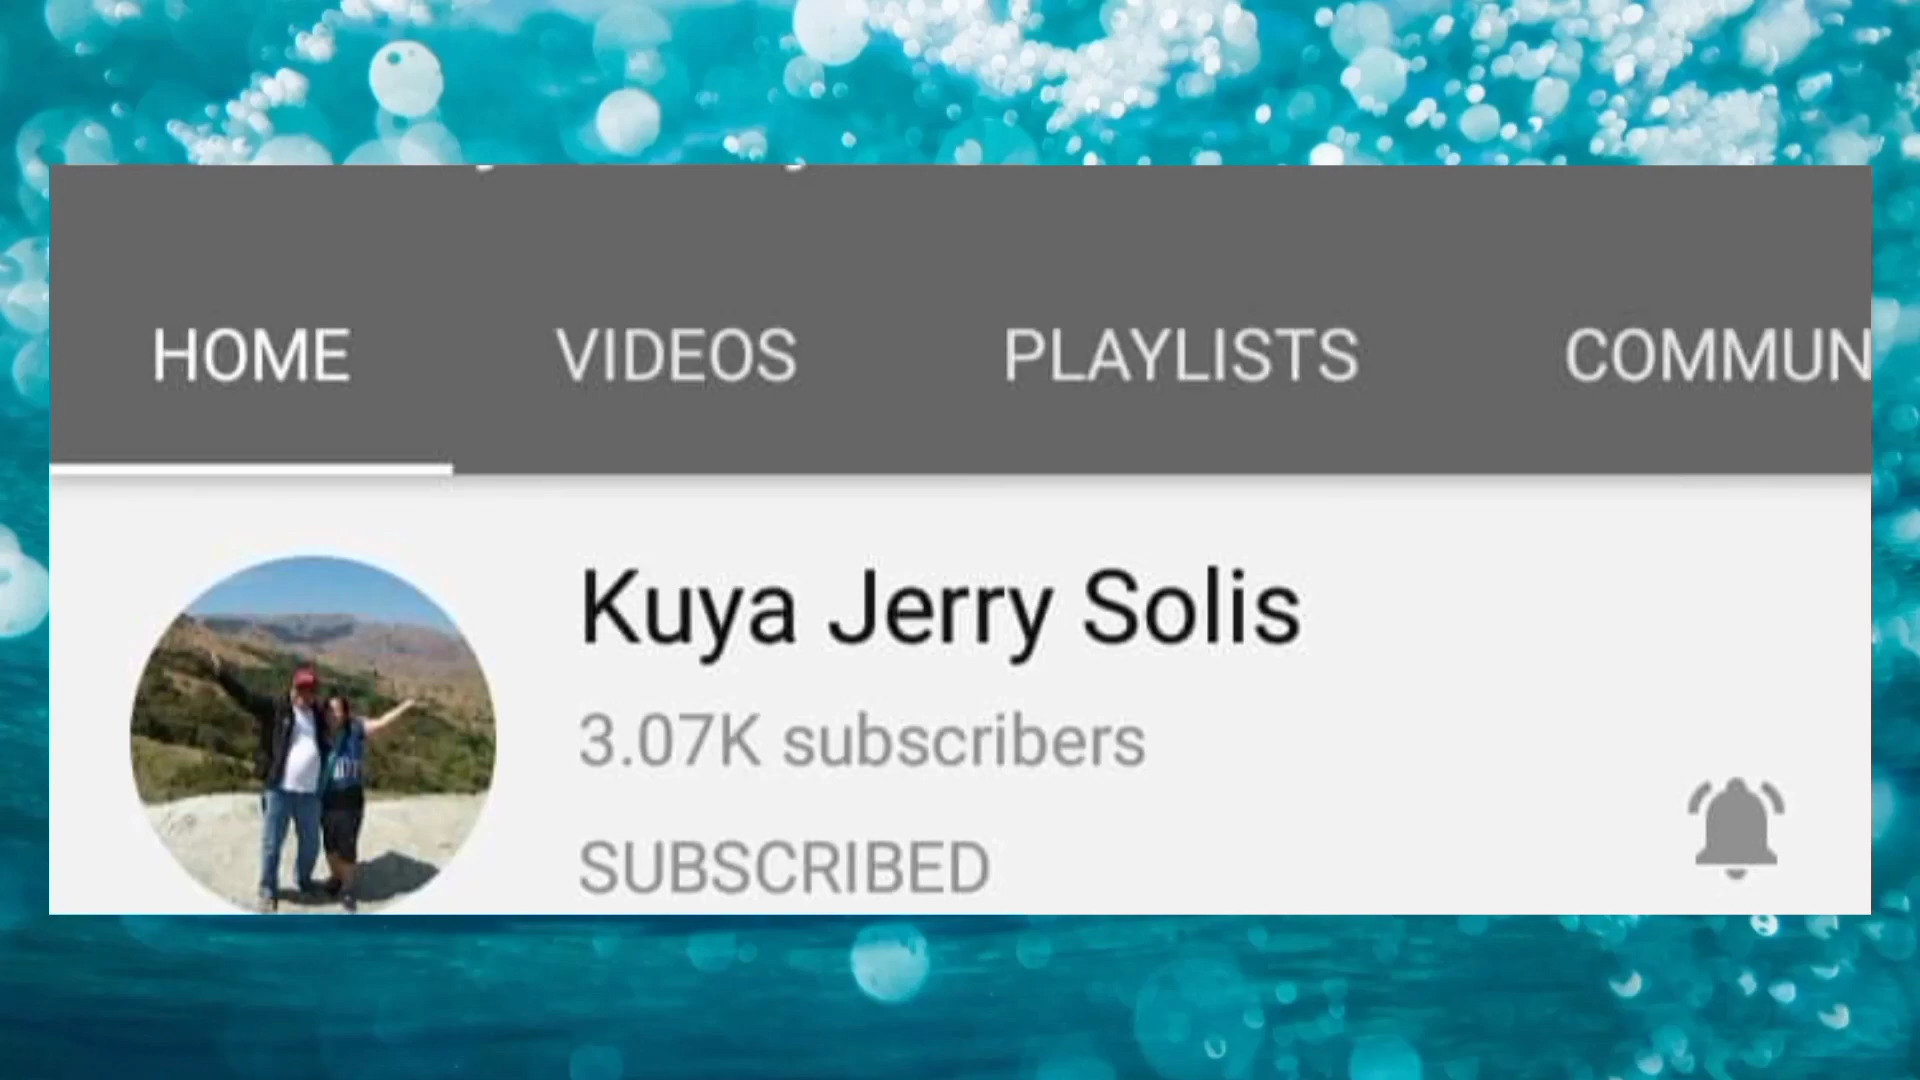 HOME VIDEOS PLAYLISTS COMMUN
Kuya Jerry Solis
3.07K subscribers
SUBSCRIBED